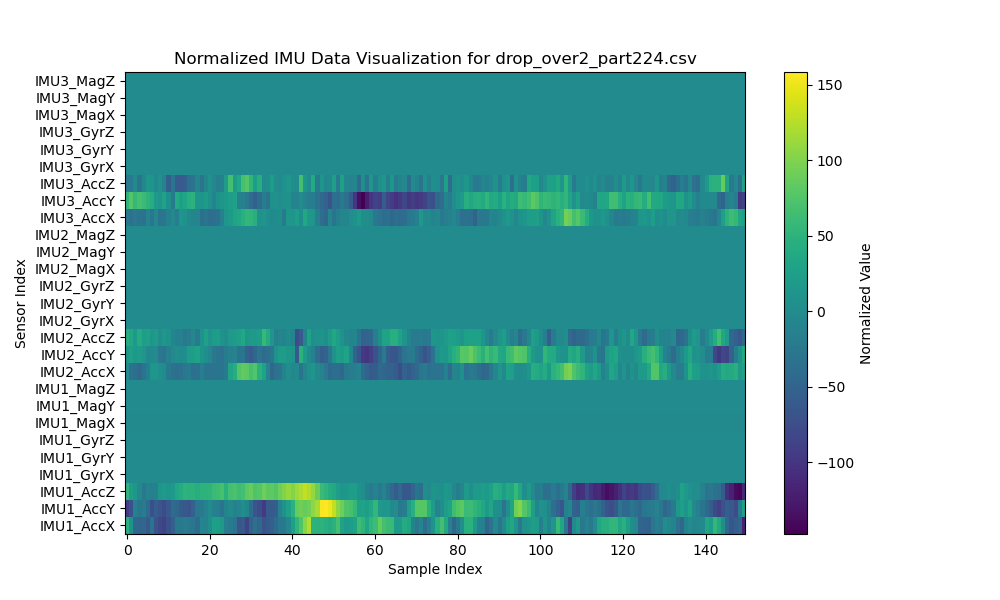 Normalized IMU Data Visualization for drop_over2_part224.csv
Sensor Index
IMU3_MagZ
IMU3_MagY
IMU3_MagX
IMU3_GyrZ
IMU3_GyrY
IMU3_GyrX
IMU3_AccZ
IMU3_AccY
IMU3_AccX
IMU2_MagZ
IMU2_MagY
IMU2_MagX
IMU2_GyrZ
IMU2_GyrY
IMU2_GyrX
IMU2_AccZ
IMU2_AccY
IMU2_AccX
IMU1_MagZ
IMU1_MagY
IMU1_MagX
IMU1_GyrZ
IMU1_GyrY
IMU1_GyrX
IMU1_AccZ
IMU1_AccY
IMU1_AccX
0 20 40 60 80 100 120 140
Sample Index
150
100
50
0
−50
−100
Normalized Value